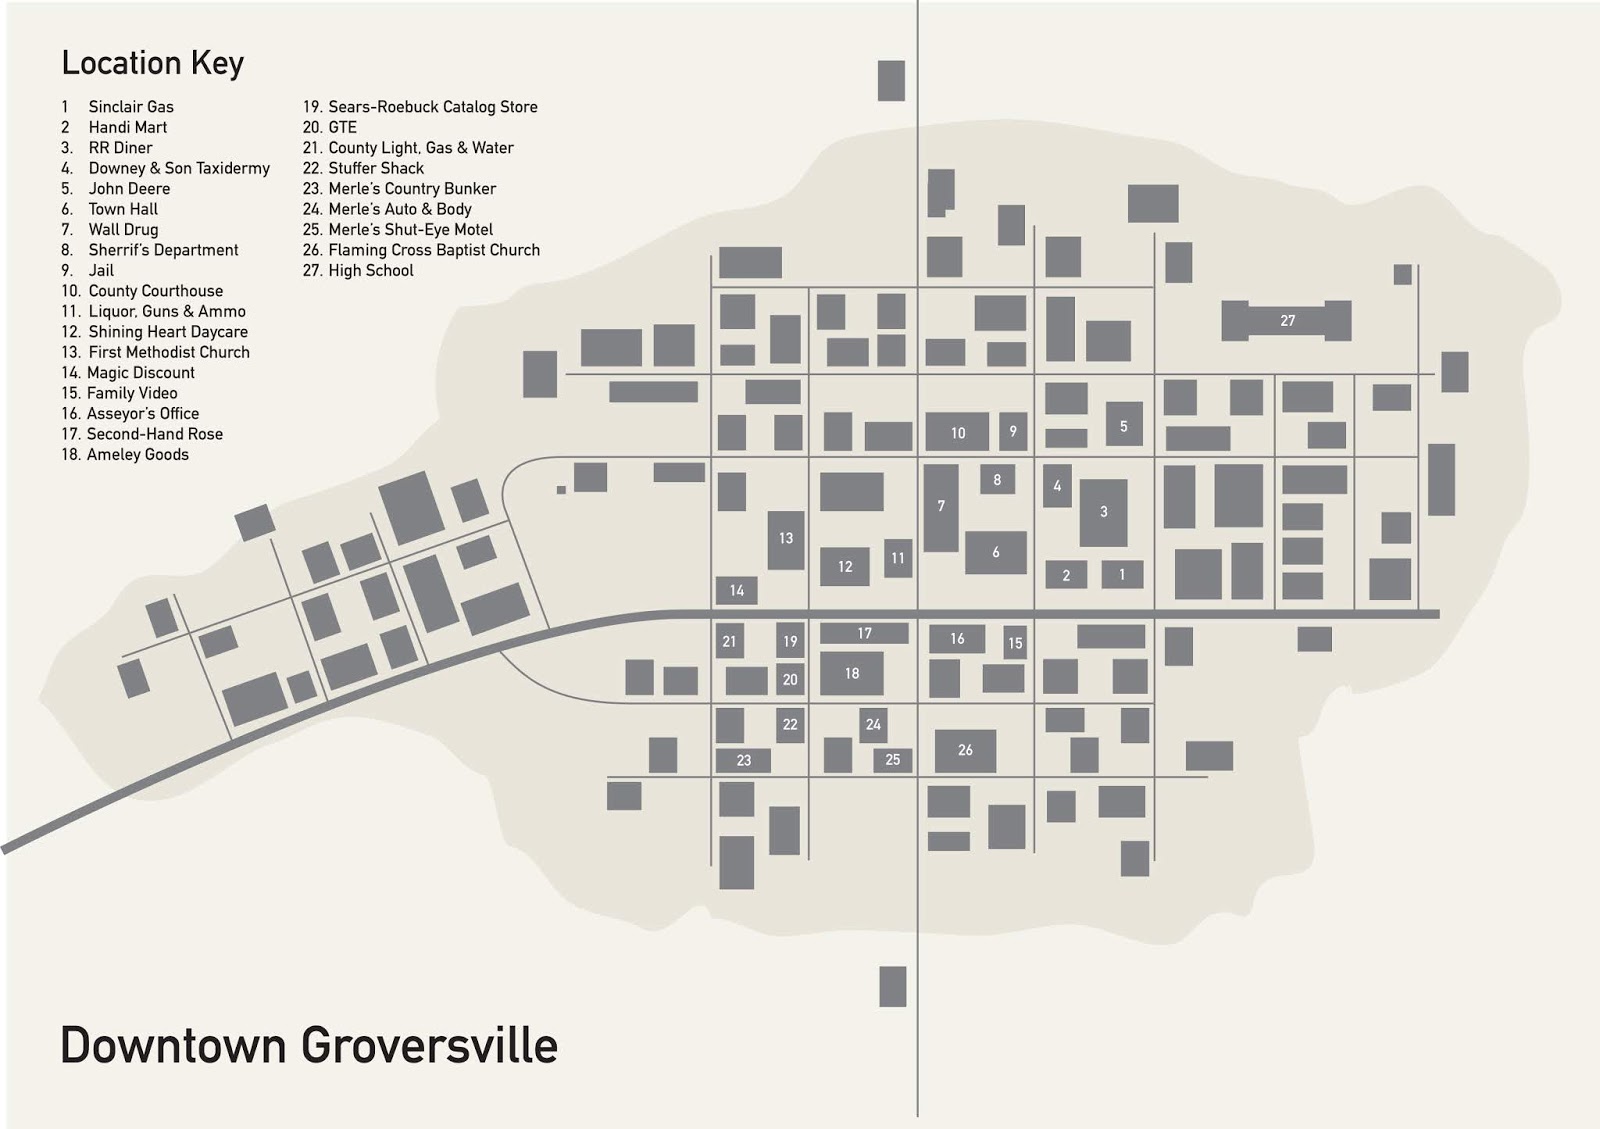 Location Key
1 Sinclair Gas
2 Handi Mart
3. RR Diner
4. Downey & Son Taxidermy
5. John Deere
6. Town Hall
7. Wall Drug
8. Sherrif's Department
9. Jail
10. County Courthouse
11. Liquor, Guns & Ammo
12. Shining Heart Daycare
13. First Methodist Church
14. Magic Discount
15. Family Video
16. Asseyor's Office
17. Second-Hand Rose
18. Ameley Goods
19. Sears-Roebuck Catalog Store
20. GTE
21. County Light, Gas & Water
22. Stuffer Shack
23. Merle's Country Bunker
24. Merle's Auto & Body
25. Merle's Shut-Eye Motel
26. Flaming Cross Baptist Church
27. High School
27
5
10
9
8
4
7
3
13
6
11
12
2
1
14
21
19
17
16
15
20
18
22
24
23
25
26
Downtown Groversville